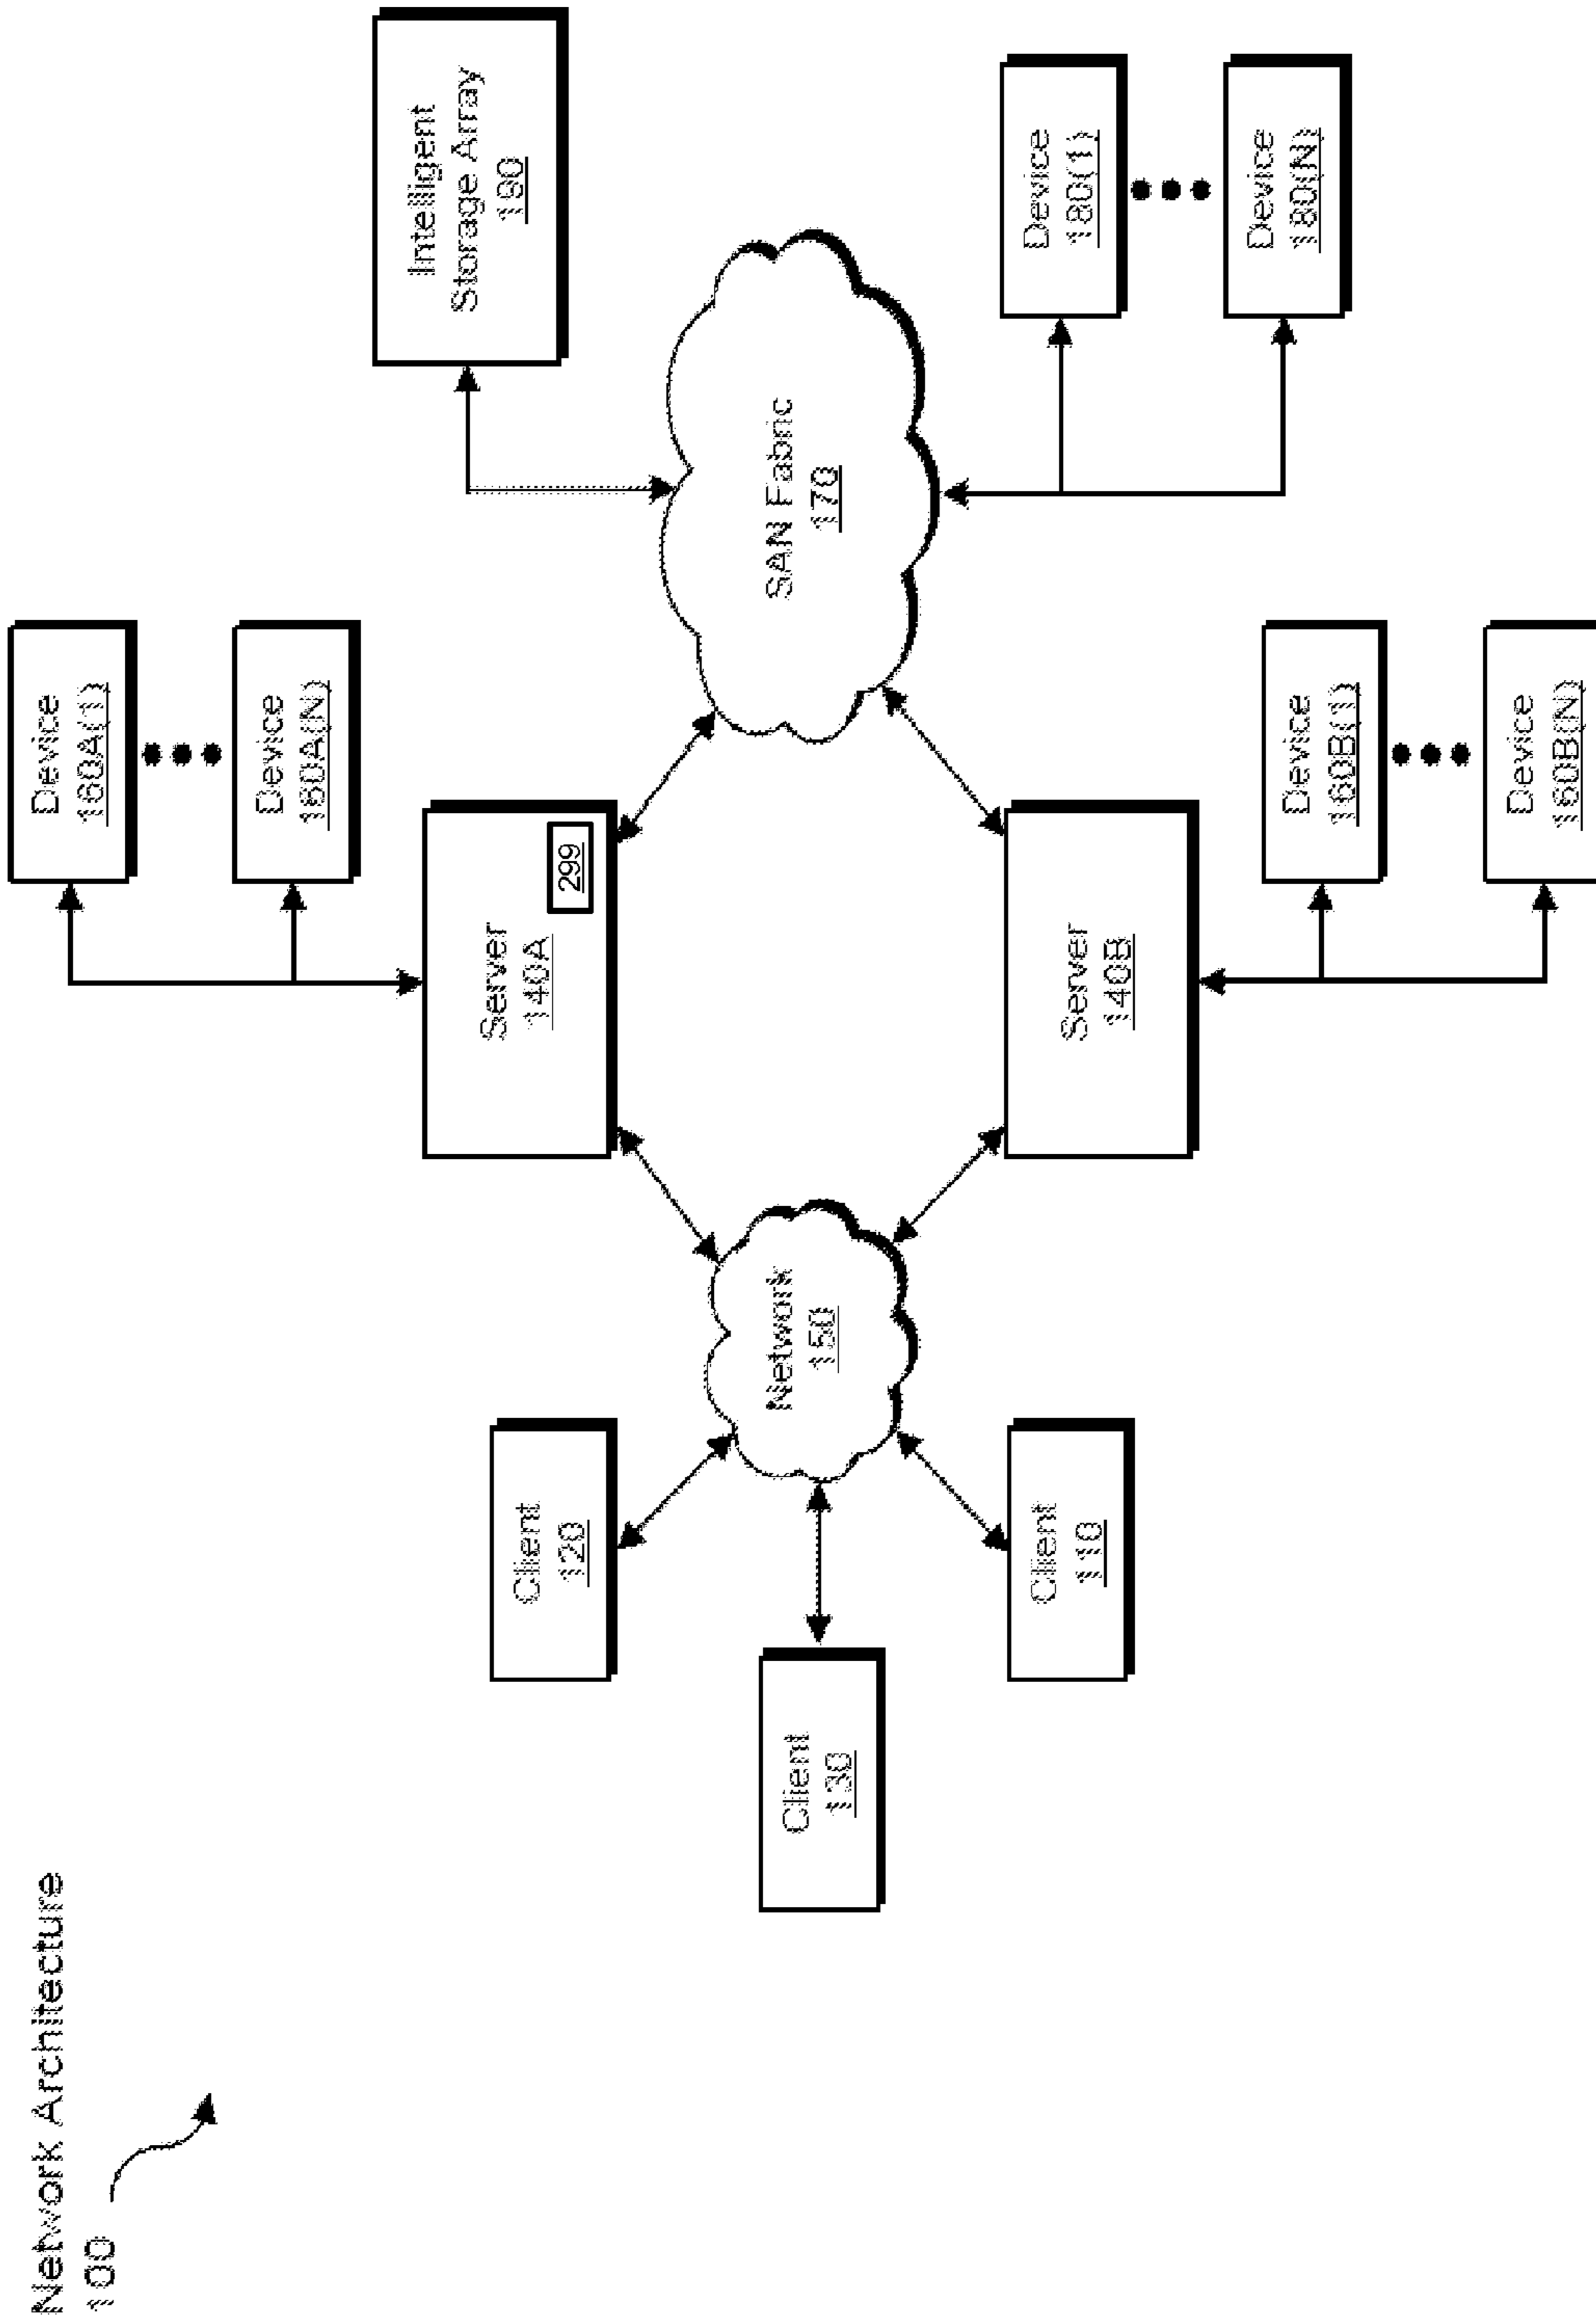 Network Architecture
100
Device
160A(1)
Device
160A(N)
Intelligent
Storage Array
190
Server
140A
299
Client
120
Client
130
Network
150
SAN Fabric
170
Client
110
Server
140B
Device
180(1)
Device
180(N)
Device
160B(1)
Device
160B(N)